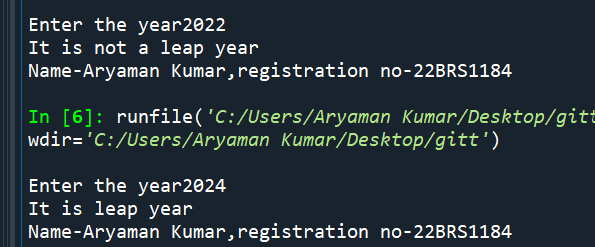 Enter the year2022
It is not a leap year
Name-Aryaman Kumar,registration no-22BRS1184
In [6]: runfile('C:/Users/Aryaman Kumar/Desktop/gitt
wdir='C:/Users/Aryaman Kumar/Desktop/gitt')
Enter the year2024
It is leap year
Name-Aryaman Kumar,registration no-22BRS1184